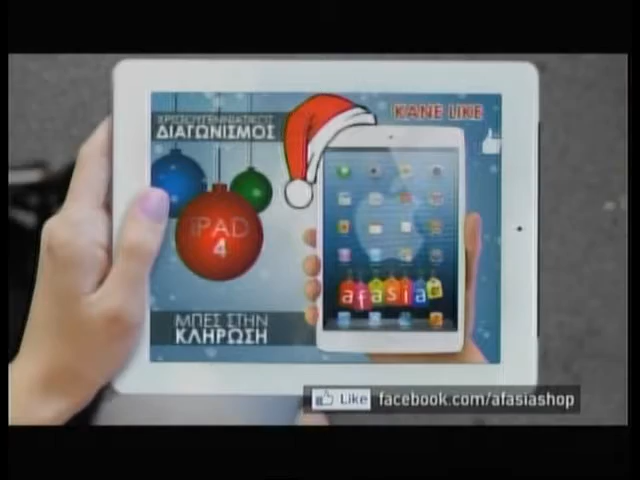 ΧΡΙΣΤΟΥΓΕΝΝΙΑΤΙΚΟΣ
ΔΙΑΓΩΝΙΣΜΟΣ
ΚΑΝΕ LIKE
iPAD
4
afasia
ΜΠΕΣ ΣΤΗΝ
ΚΛΗΡΩΣΗ
Like facebook.com/afasiashop